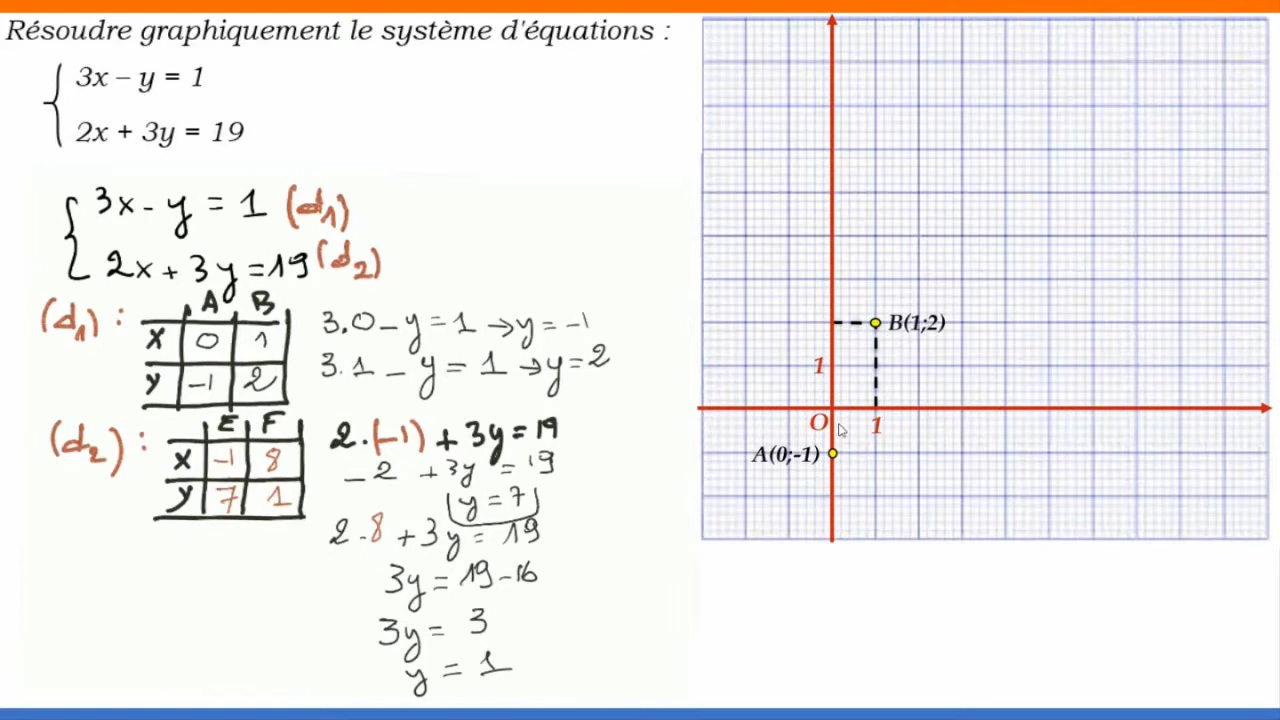 Résoudre graphiquement le système d'équations :
3x – y = 1
2x + 3y = 19
3x - y = 1 (d1)
2x + 3y = 19 (d2)
(d1) :
A B
x 0 1
y -1 2
3.0 - y = 1 → y = -1
3.1 - y = 1 → y = 2
(d2) :
E F
x -1 8
y 7 1
2·(-1) + 3y = 19
-2 + 3y = 19
y = 7
2·8 + 3y = 19
3y = 19 - 16
3y = 3
y = 1
B(1;2)
1
O
1
A(0;-1)